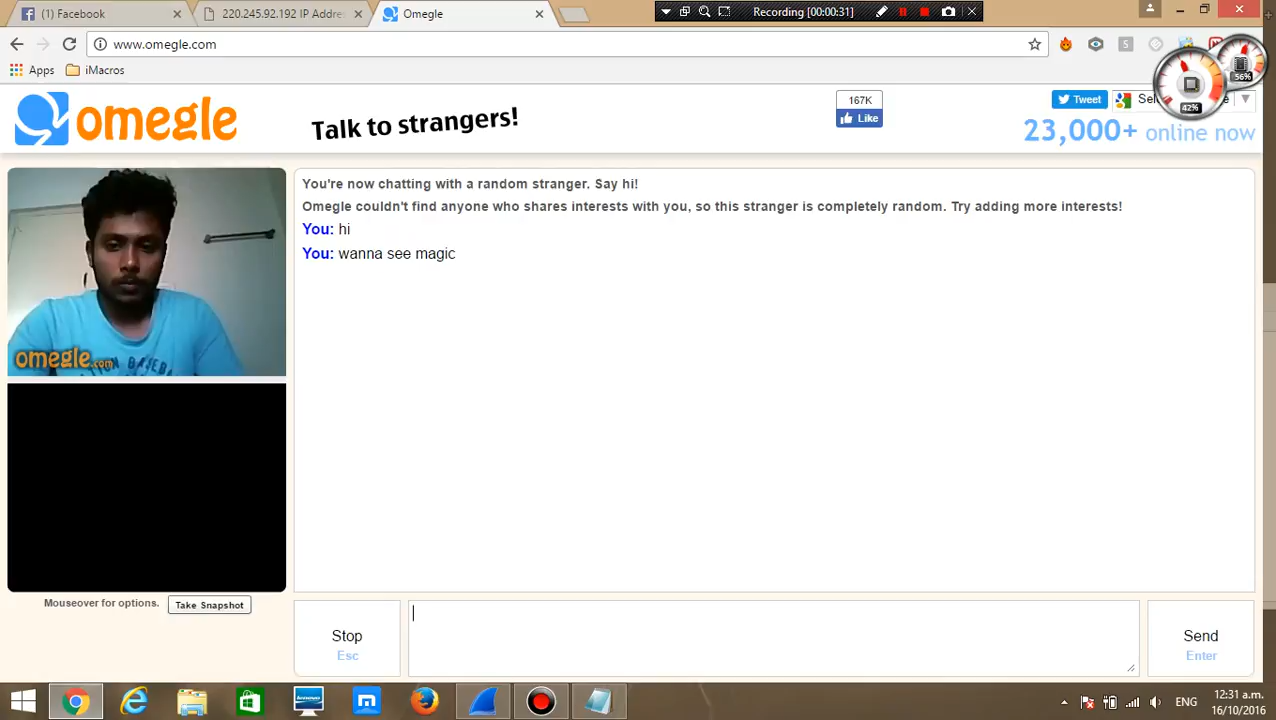 (1) Facebook
220.245.92.192 IP Addre
Omegle
Recording [00:00:31]
www.omegle.com
Apps
iMacros
omegle
Talk to strangers!
167K
Like
Tweet
23,000+ online now
42%
56%
omegle.com
You're now chatting with a random stranger. Say hi!
Omegle couldn't find anyone who shares interests with you, so this stranger is completely random. Try adding more interests!
You: hi
You: wanna see magic
Mouseover for options.
Take Snapshot
Stop
Esc
Send
Enter
ENG
12:31 a.m.
16/10/2016